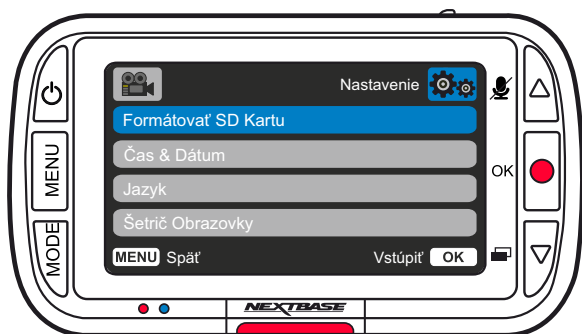 Nastavenie
Formátovať SD Kartu
Čas & Dátum
Jazyk
Šetrič Obrazovky
MENU Späť
Vstúpiť OK
MENU
MODE
OK
NEXTBASE